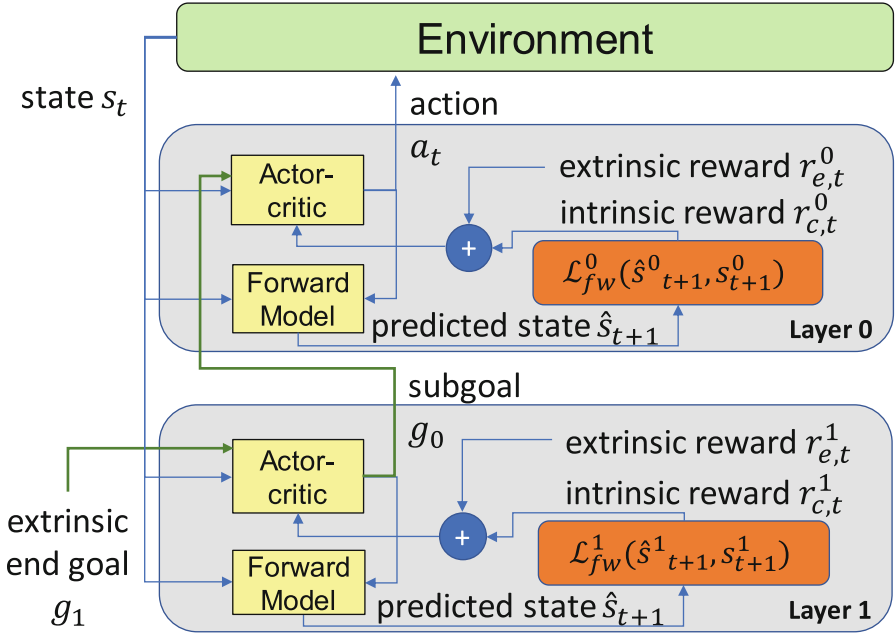 Environment
state s_t
action
a_t
Actor-
critic
extrinsic reward r^0_{e,t}
intrinsic reward r^0_{c,t}
+
ℒ^0_{fw}(ŝ^0_{t+1}, s^0_{t+1})
Forward
Model
predicted state ŝ_{t+1}
Layer 0
subgoal
g_0
Actor-
critic
extrinsic reward r^1_{e,t}
intrinsic reward r^1_{c,t}
+
extrinsic
end goal
g_1
ℒ^1_{fw}(ŝ^1_{t+1}, s^1_{t+1})
Forward
Model
predicted state ŝ_{t+1}
Layer 1